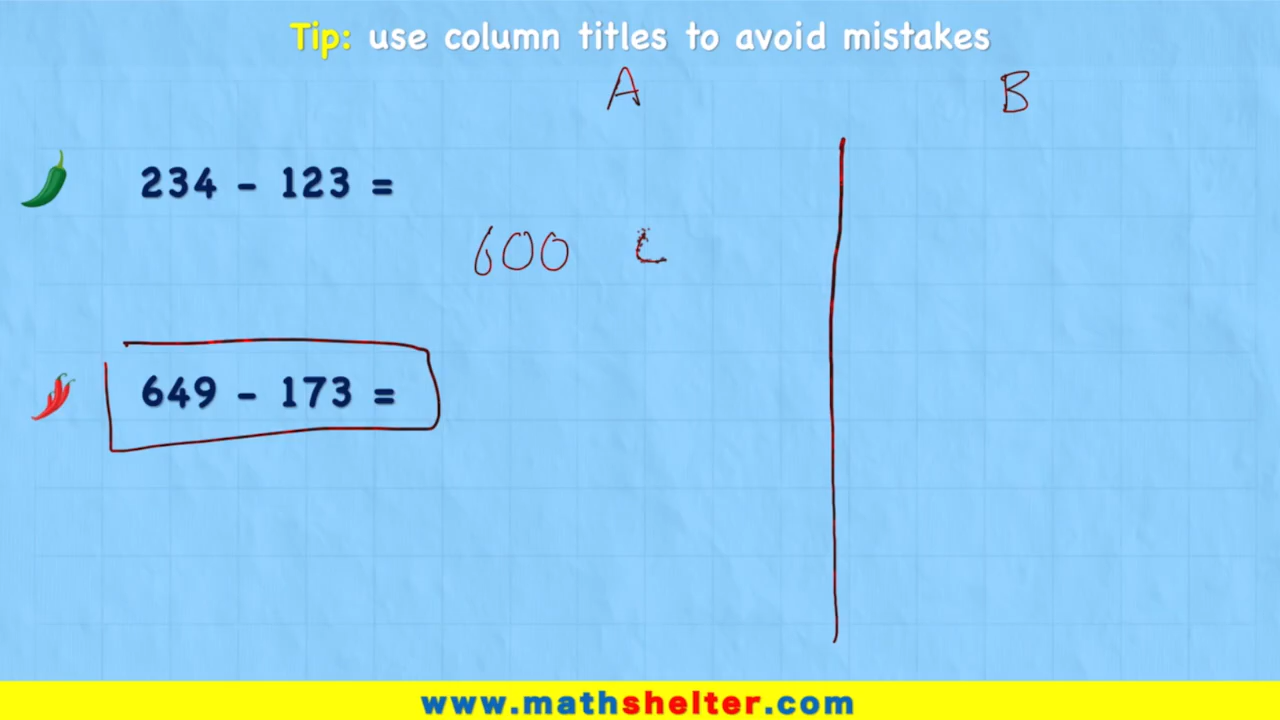 Tip: use column titles to avoid mistakes
A B
234 - 123 =
600
649 - 173 =
www.mathshelter.com